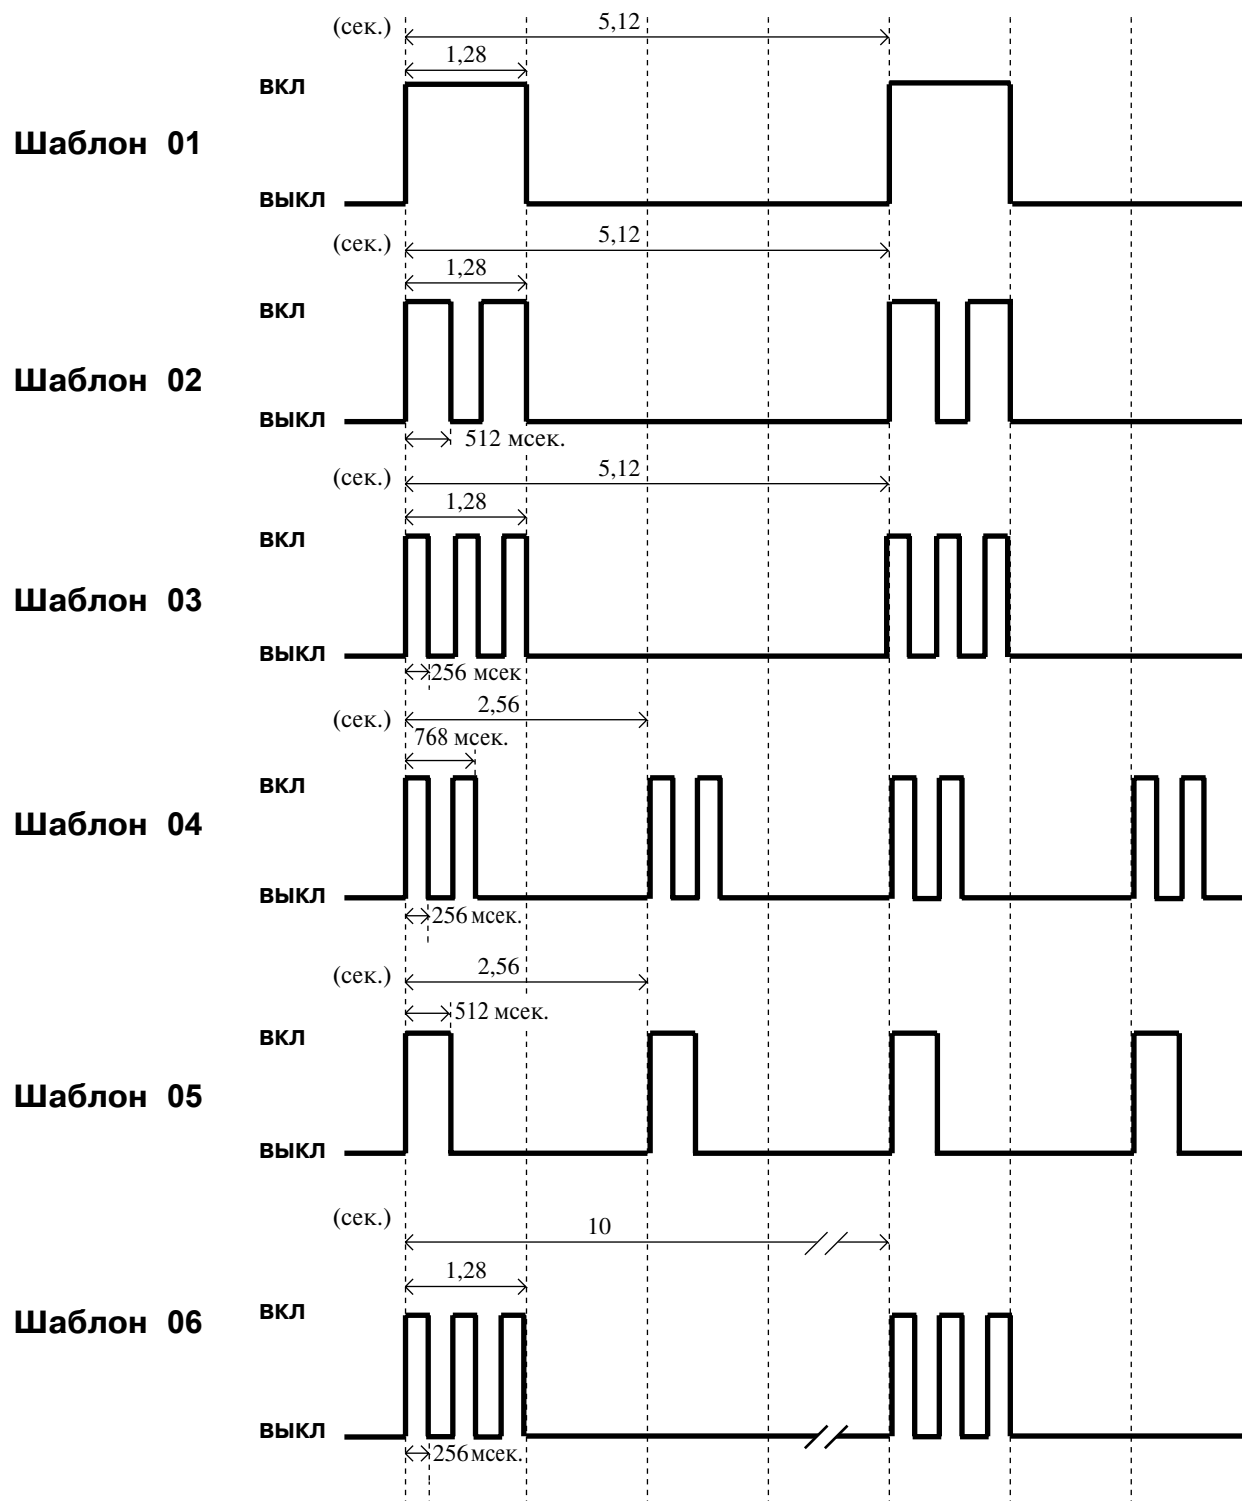 (сек.) 5,12
1,28
ВКЛ
Шаблон 01
ВЫКЛ
(сек.) 5,12
1,28
ВКЛ
Шаблон 02
ВЫКЛ
512 мсек.
(сек.) 5,12
1,28
ВКЛ
Шаблон 03
ВЫКЛ
256 мсек
(сек.) 2,56
768 мсек.
ВКЛ
Шаблон 04
ВЫКЛ
256 мсек.
(сек.) 2,56
512 мсек.
ВКЛ
Шаблон 05
ВЫКЛ
(сек.) 10
1,28
ВКЛ
Шаблон 06
ВЫКЛ
256 мсек.